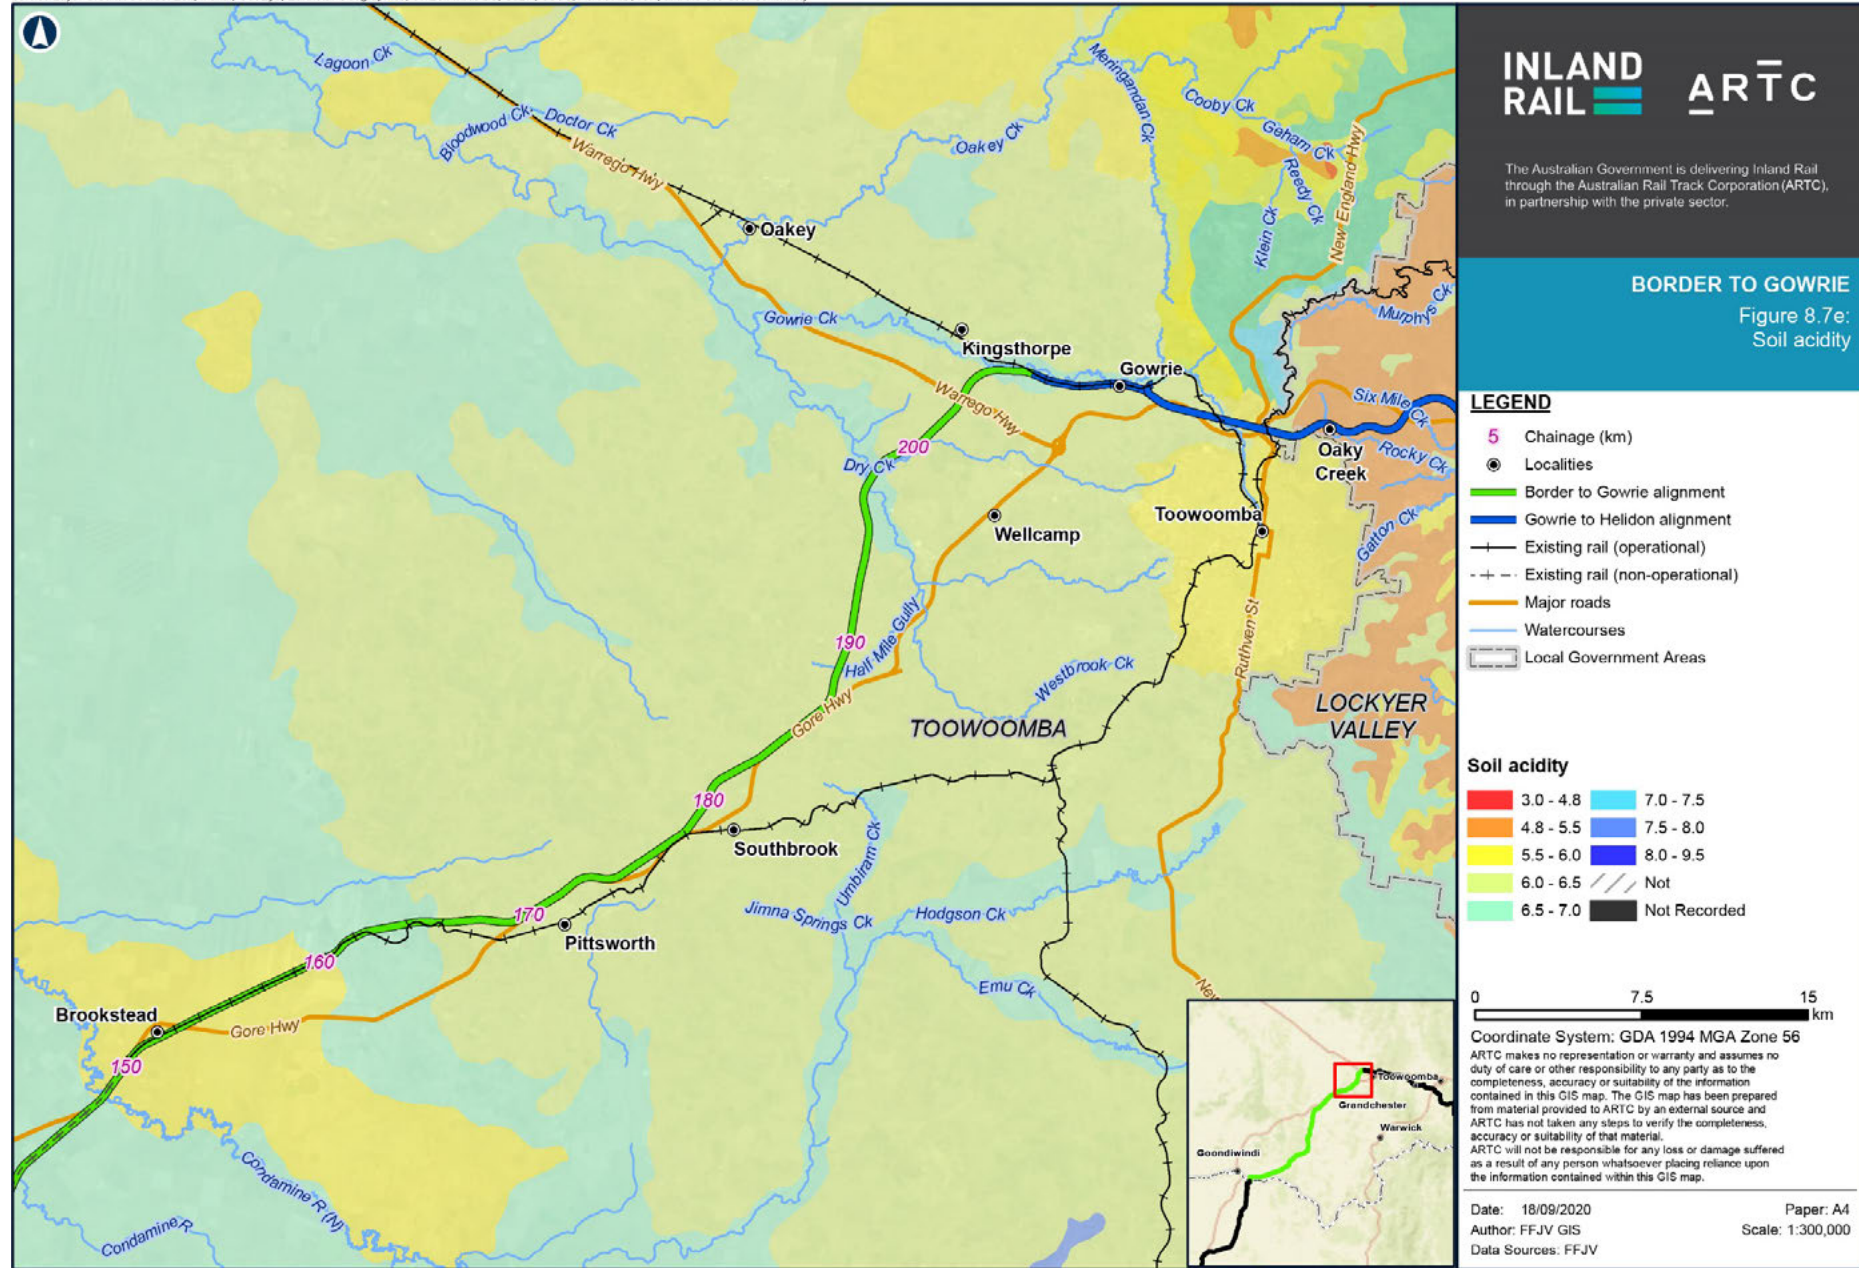 Lagoon Ck
Bloodwood Ck
Doctor Ck
Warrego Hwy
Oakey Ck
Meringandan Ck
Cooby Ck
Geham Ck
Reedy Ck
Klein Ck
New England Hwy
Oakey
Gowrie Ck
Kingsthorpe
Gowrie
Murphys Ck
Warrego Hwy
Six Mile Ck
Rocky Ck
Oaky
Creek
200
Dry Ck
Wellcamp
Toowoomba
Gatton Ck
190
Half Mile Gully
Ruthven St
Westbrook Ck
Gore Hwy
TOOWOOMBA
LOCKYER
VALLEY
180
Southbrook
Umbiram Ck
Jimna Springs Ck
Hodgson Ck
170
Pittsworth
160
Emu Ck
Brookstead
Gore Hwy
150
Condamine R (N)
Condamine R
Toowoomba
Grandchester
Warwick
Goondiwindi
INLAND
RAIL
ARTC
The Australian Government is delivering Inland Rail
through the Australian Rail Track Corporation (ARTC),
in partnership with the private sector.
BORDER TO GOWRIE
Figure 8.7e:
Soil acidity
LEGEND
5 Chainage (km)
Localities
Border to Gowrie alignment
Gowrie to Helidon alignment
Existing rail (operational)
Existing rail (non-operational)
Major roads
Watercourses
Local Government Areas
Soil acidity
3.0 - 4.8 7.0 - 7.5
4.8 - 5.5 7.5 - 8.0
5.5 - 6.0 8.0 - 9.5
6.0 - 6.5 Not
6.5 - 7.0 Not Recorded
0 7.5 15
km
Coordinate System: GDA 1994 MGA Zone 56
ARTC makes no representation or warranty and assumes no
duty of care or other responsibility to any party as to the
completeness, accuracy or suitability of the information
contained in this GIS map. The GIS map has been prepared
from material provided to ARTC by an external source and
ARTC has not taken any steps to verify the completeness,
accuracy or suitability of that material.
ARTC will not be responsible for any loss or damage suffered
as a result of any person whatsoever placing reliance upon
the information contained within this GIS map.
Date: 18/09/2020 Paper: A4
Author: FFJV GIS Scale: 1:300,000
Data Sources: FFJV